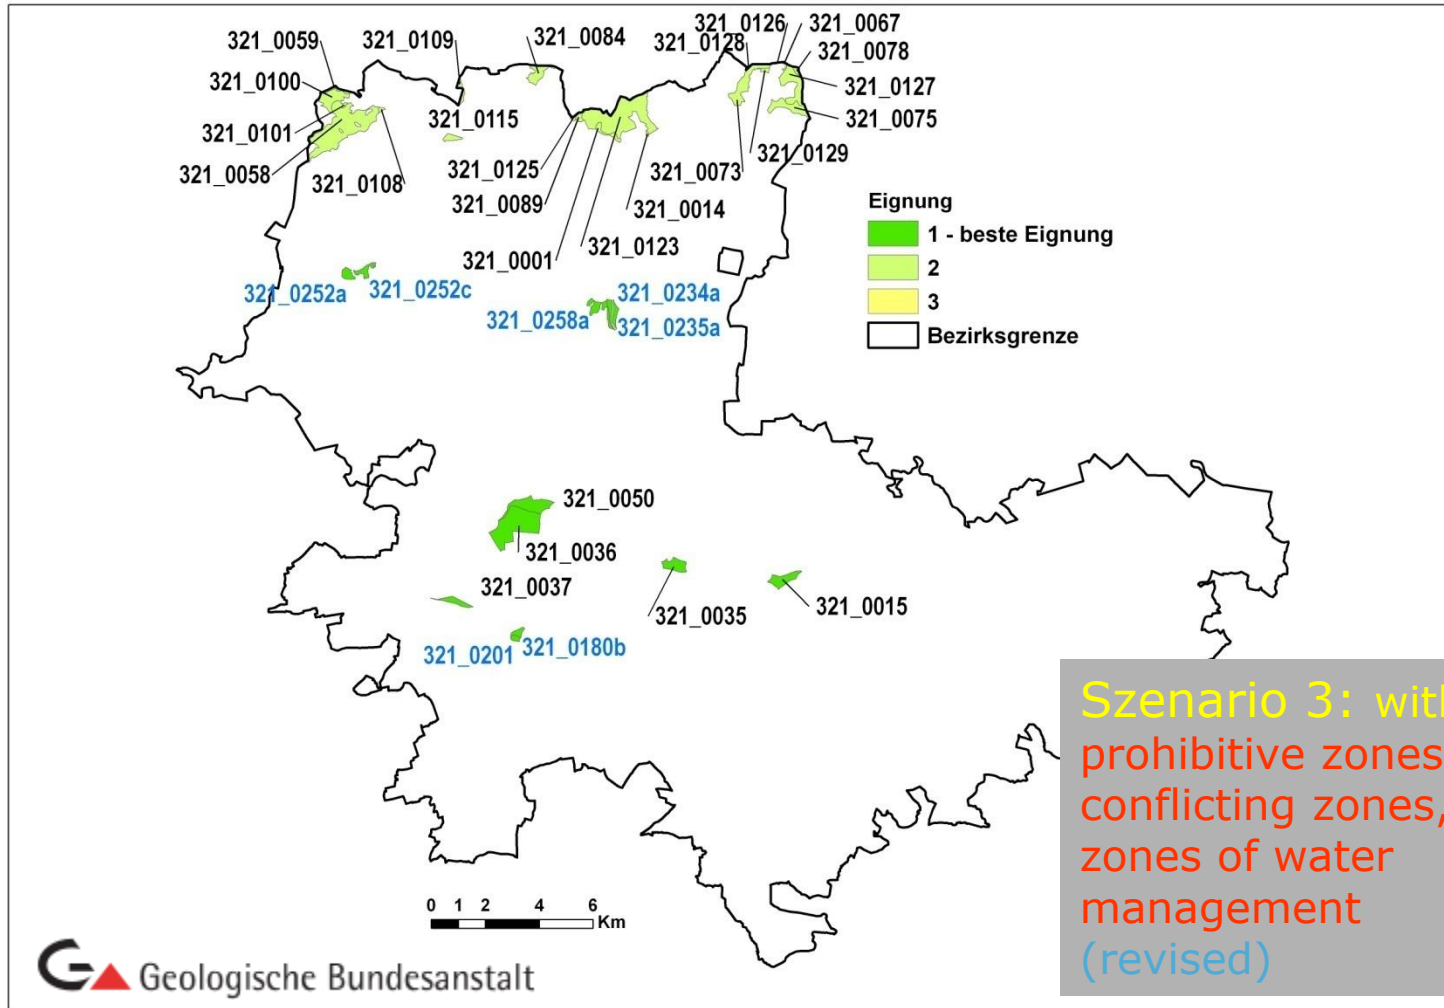 321_0126
321_0067
321_0059
321_0109
321_0084
321_0128
321_0078
321_0100
321_0127
321_0101
321_0115
321_0075
321_0058
321_0108
321_0125
321_0073
321_0129
321_0089
321_0014
321_0001
321_0123
Eignung
1 - beste Eignung
2
3
Bezirksgrenze
321_0252a
321_0252c
321_0234a
321_0258a
321_0235a
321_0050
321_0036
321_0037
321_0035
321_0015
321_0201
321_0180b
Szenario 3: with
prohibitive zones
conflicting zones,
zones of water
management
(revised)
0 1 2 4 6
Km
GA Geologische Bundesanstalt